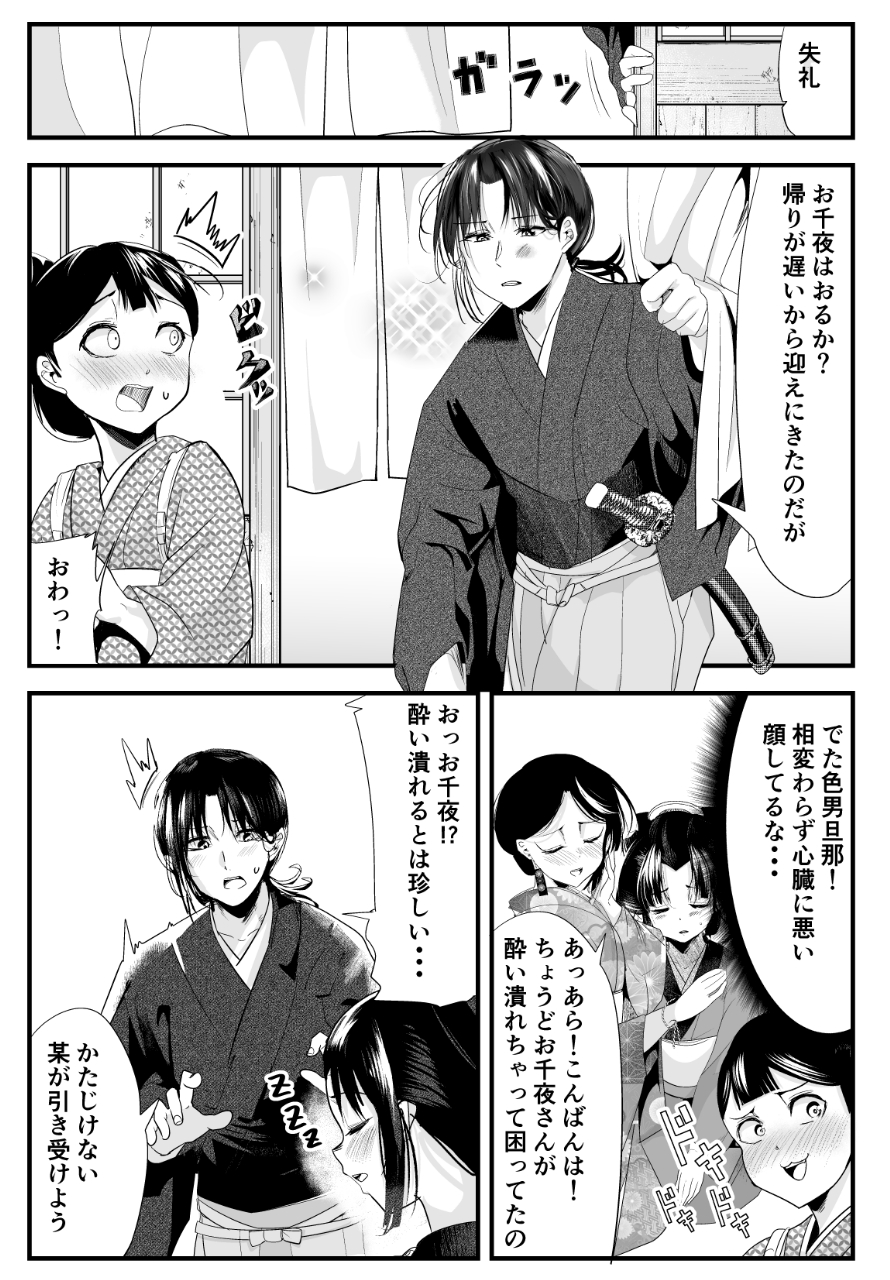 失礼
ガラッ
お千夜はおるか？
帰りが遅いから迎えにきたのだが
ビクッ
おわっ！
でた色男旦那！
相変わらず心臓に悪い
顔してるな・・・
あっあら！こんばんは！
ちょうどお千夜さんが
酔い潰れちゃって困ってたの
ドキ
ドキ
ドキ
おっお千夜⁉
酔い潰れるとは珍しい・・・
ZZZ
かたじけない
某が引き受けよう